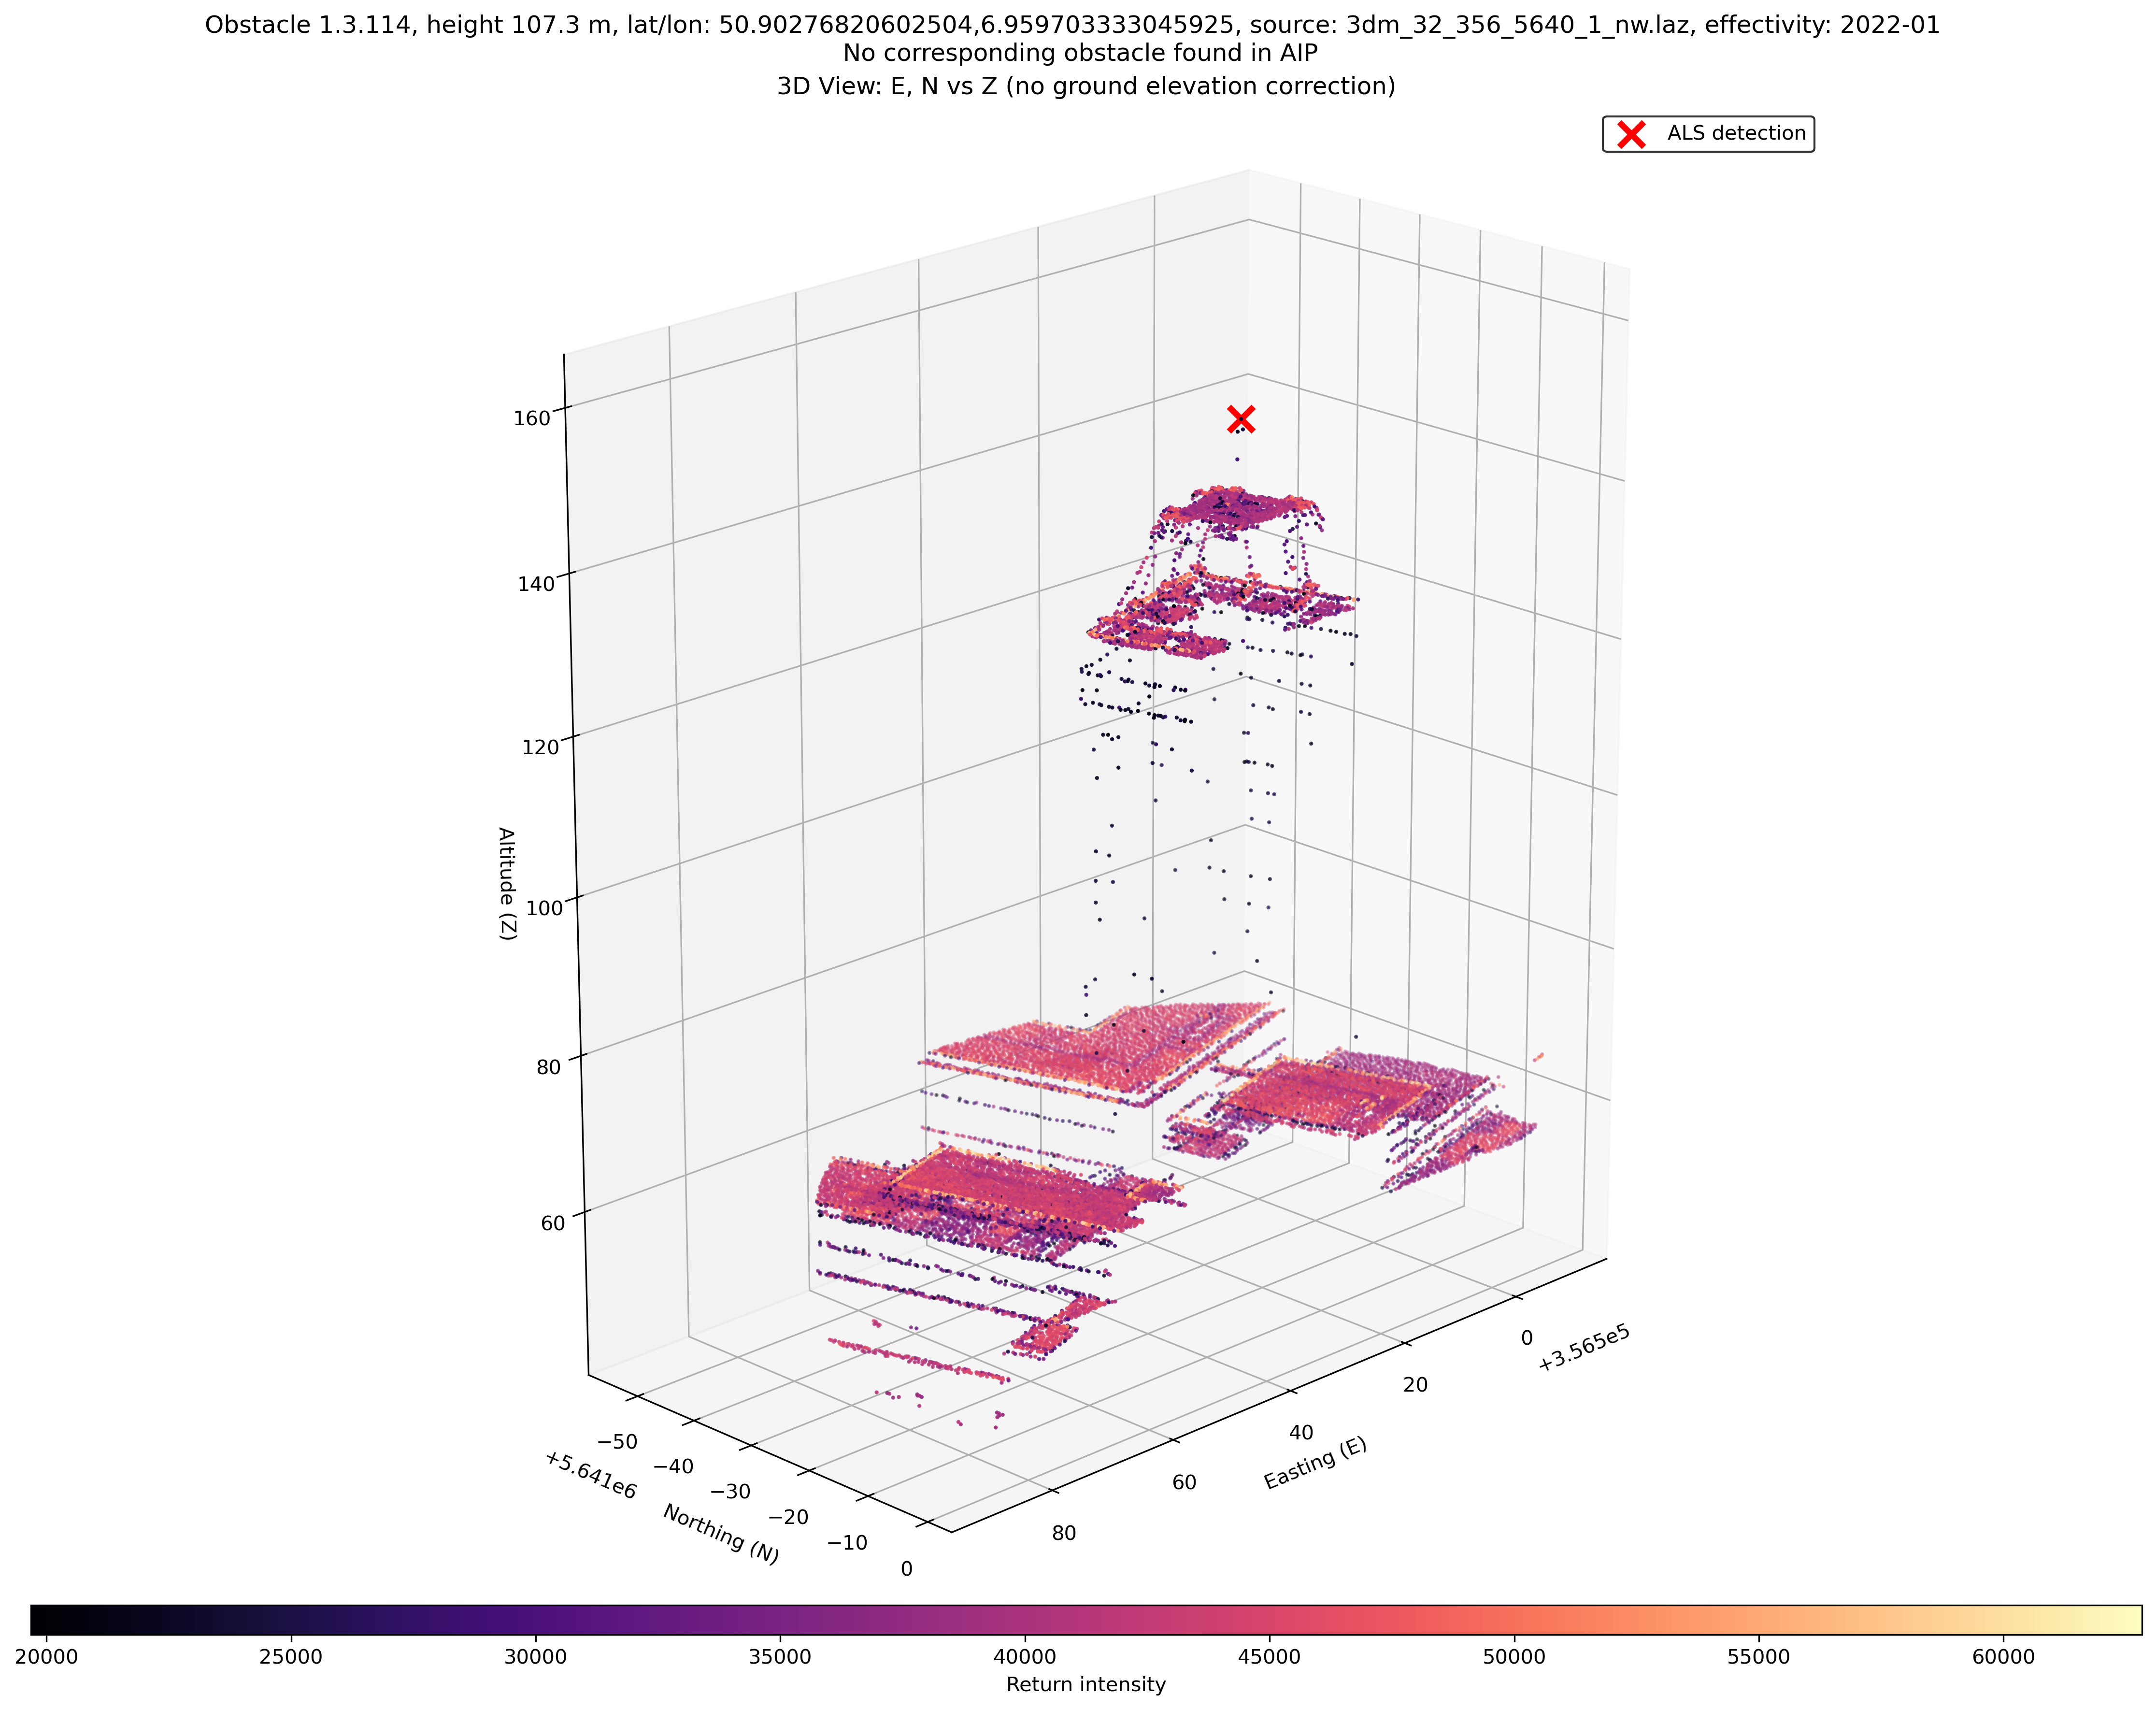 Obstacle 1.3.114, height 107.3 m, lat/lon: 50.90276820602504,6.959703333045925, source: 3dm_32_356_5640_1_nw.laz, effectivity: 2022-01
No corresponding obstacle found in AIP
3D View: E, N vs Z (no ground elevation correction)
ALS detection
160
140
120
100
80
60
Altitude (Z)
−50
−40
−30
−20
−10
0
+5.641e6
Northing (N)
0
20
40
60
80
+3.565e5
Easting (E)
20000 25000 30000 35000 40000 45000 50000 55000 60000
Return intensity